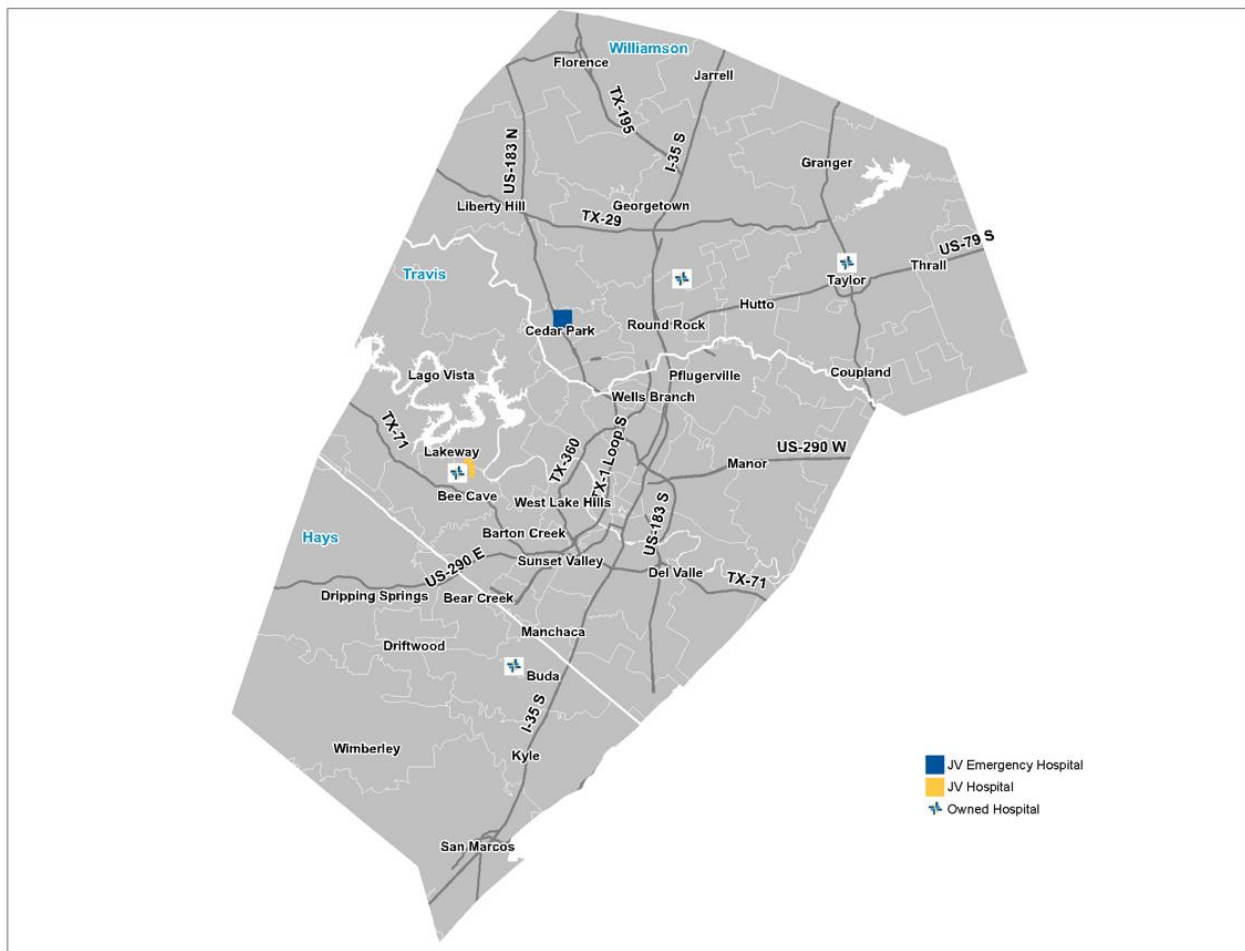 Williamson
Florence
Jarrell
TX-195
US-183 N
I-35 S
Granger
Liberty Hill
Georgetown
TX-29
US-79 S
Travis
Taylor
Thrall
Hutto
Cedar Park
Round Rock
Lago Vista
Pflugerville
Coupland
Wells Branch
TX-71
TX-360
TX-1 Loop S
US-290 W
Lakeway
Manor
Bee Cave
West Lake Hills
US-183 S
Hays
Barton Creek
US-290 E
Sunset Valley
Del Valle
TX-71
Dripping Springs
Bear Creek
Manchaca
Driftwood
Buda
I-35 S
Wimberley
Kyle
San Marcos
JV Emergency Hospital
JV Hospital
Owned Hospital